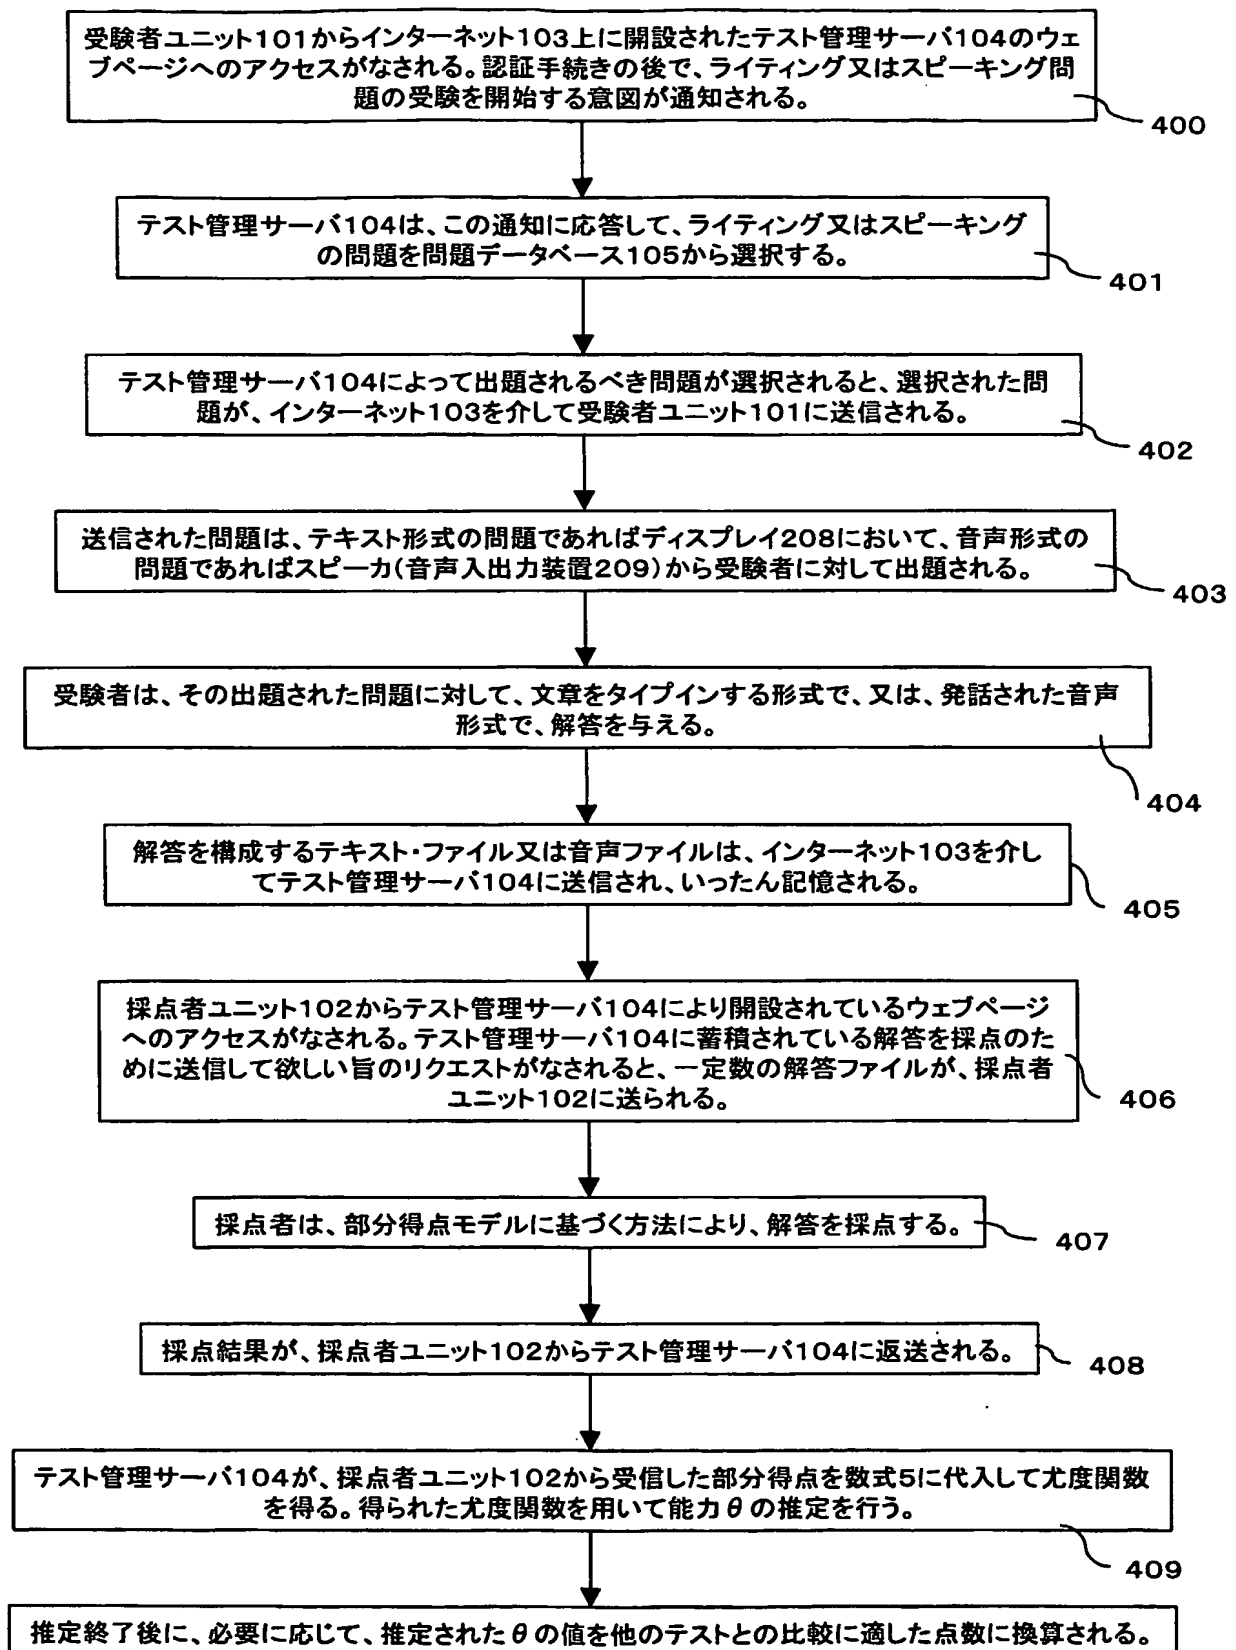 受験者ユニット101からインターネット103上に開設されたテスト管理サーバ104のウェ
ブページへのアクセスがなされる。認証手続きの後で、ライティング又はスピーキング問
題の受験を開始する意図が通知される。
400
テスト管理サーバ104は、この通知に応答して、ライティング又はスピーキング
の問題を問題データベース105から選択する。
401
テスト管理サーバ104によって出題されるべき問題が選択されると、選択された問
題が、インターネット103を介して受験者ユニット101に送信される。
402
送信された問題は、テキスト形式の問題であればディスプレイ208において、音声形式の
問題であればスピーカ(音声入出力装置209)から受験者に対して出題される。
403
受験者は、その出題された問題に対して、文章をタイプインする形式で、又は、発話された音声
形式で、解答を与える。
404
解答を構成するテキスト・ファイル又は音声ファイルは、インターネット103を介し
てテスト管理サーバ104に送信され、いったん記憶される。
405
採点者ユニット102からテスト管理サーバ104により開設されているウェブページ
へのアクセスがなされる。テスト管理サーバ104に蓄積されている解答を採点のた
めに送信して欲しい旨のリクエストがなされると、一定数の解答ファイルが、採点者
ユニット102に送られる。
406
採点者は、部分得点モデルに基づく方法により、解答を採点する。
407
採点結果が、採点者ユニット102からテスト管理サーバ104に返送される。
408
テスト管理サーバ104が、採点者ユニット102から受信した部分得点を数式5に代入して尤度関数
を得る。得られた尤度関数を用いて能力θの推定を行う。
409
推定終了後に、必要に応じて、推定されたθの値を他のテストとの比較に適した点数に換算される。